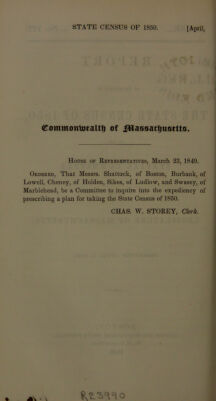 STATE CENSUS OF 1850. [April,
Commonwealth of Massachusetts.
HOUSE OF REPRESENTATIVES, March 23, 1849.
ORDERED, That Messrs. Shattuck, of Boston, Burbank, of
Lowell, Cheney, of Holden, Sikes, of Ludlow, and Swasey, of
Marblehead, be a Committee to inquire into the expediency of
prescribing a plan for taking the State Census of 1850.
CHAS. W. STOREY, Clerk.
R23990